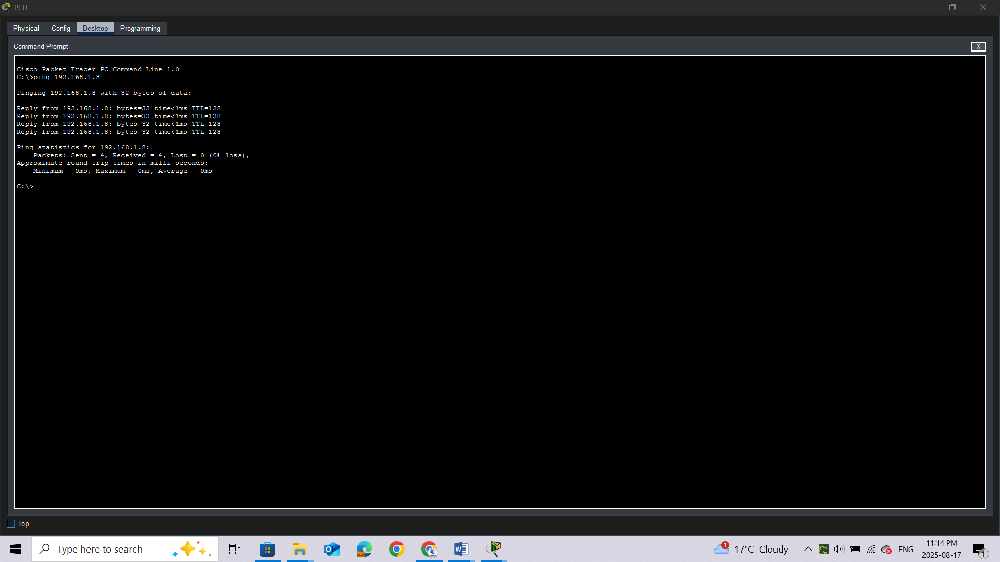 PC0
Physical Config Desktop Programming
Command Prompt
X
Cisco Packet Tracer PC Command Line 1.0
C:\>ping 192.168.1.8
Pinging 192.168.1.8 with 32 bytes of data:
Reply from 192.168.1.8: bytes=32 time<1ms TTL=128
Reply from 192.168.1.8: bytes=32 time<1ms TTL=128
Reply from 192.168.1.8: bytes=32 time<1ms TTL=128
Reply from 192.168.1.8: bytes=32 time<1ms TTL=128
Ping statistics for 192.168.1.8:
Packets: Sent = 4, Received = 4, Lost = 0 (0% loss),
Approximate round trip times in milli-seconds:
Minimum = 0ms, Maximum = 0ms, Average = 0ms
C:\>
Top
Type here to search
1
17°C Cloudy
ENG
11:14 PM
2025-08-17
1